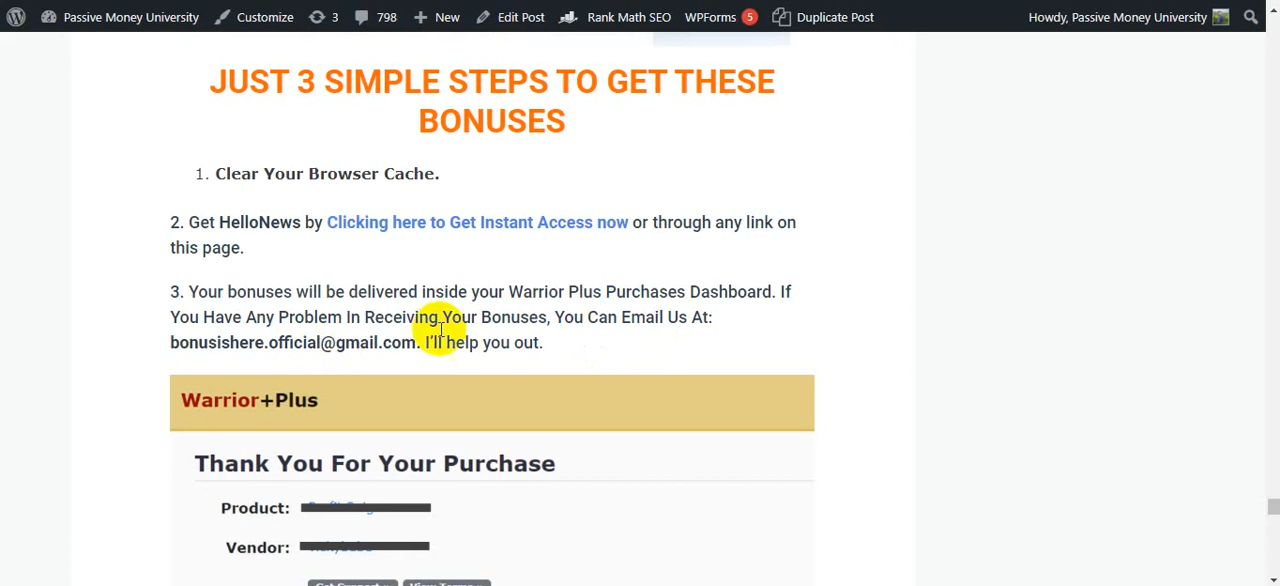 Passive Money University Customize 3 798 New Edit Post Rank Math SEO WPForms 5 Duplicate Post Howdy, Passive Money University
JUST 3 SIMPLE STEPS TO GET THESE
BONUSES
1. Clear Your Browser Cache.
2. Get HelloNews by Clicking here to Get Instant Access now or through any link on
this page.
3. Your bonuses will be delivered inside your Warrior Plus Purchases Dashboard. If
You Have Any Problem In Receiving Your Bonuses, You Can Email Us At:
bonusishere.official@gmail.com. I'll help you out.
Warrior+Plus
Thank You For Your Purchase
Product:
Vendor:
Get Support View Terms